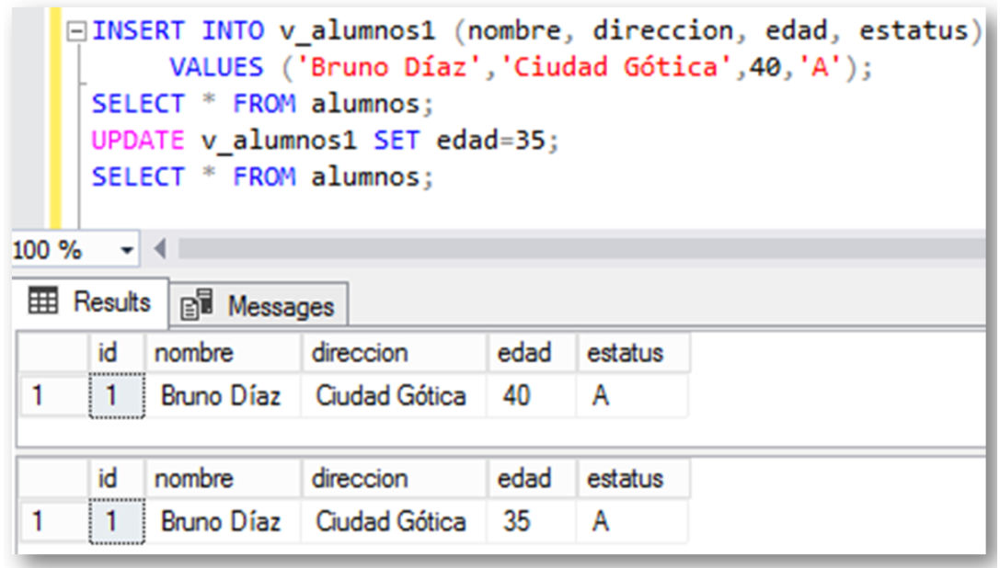 INSERT INTO v_alumnos1 (nombre, direccion, edad, estatus)
VALUES ('Bruno Díaz','Ciudad Gótica',40,'A');
SELECT * FROM alumnos;
UPDATE v_alumnos1 SET edad=35;
SELECT * FROM alumnos;
100 %
Results Messages
id nombre direccion edad estatus
1 1 Bruno Díaz Ciudad Gótica 40 A
id nombre direccion edad estatus
1 1 Bruno Díaz Ciudad Gótica 35 A